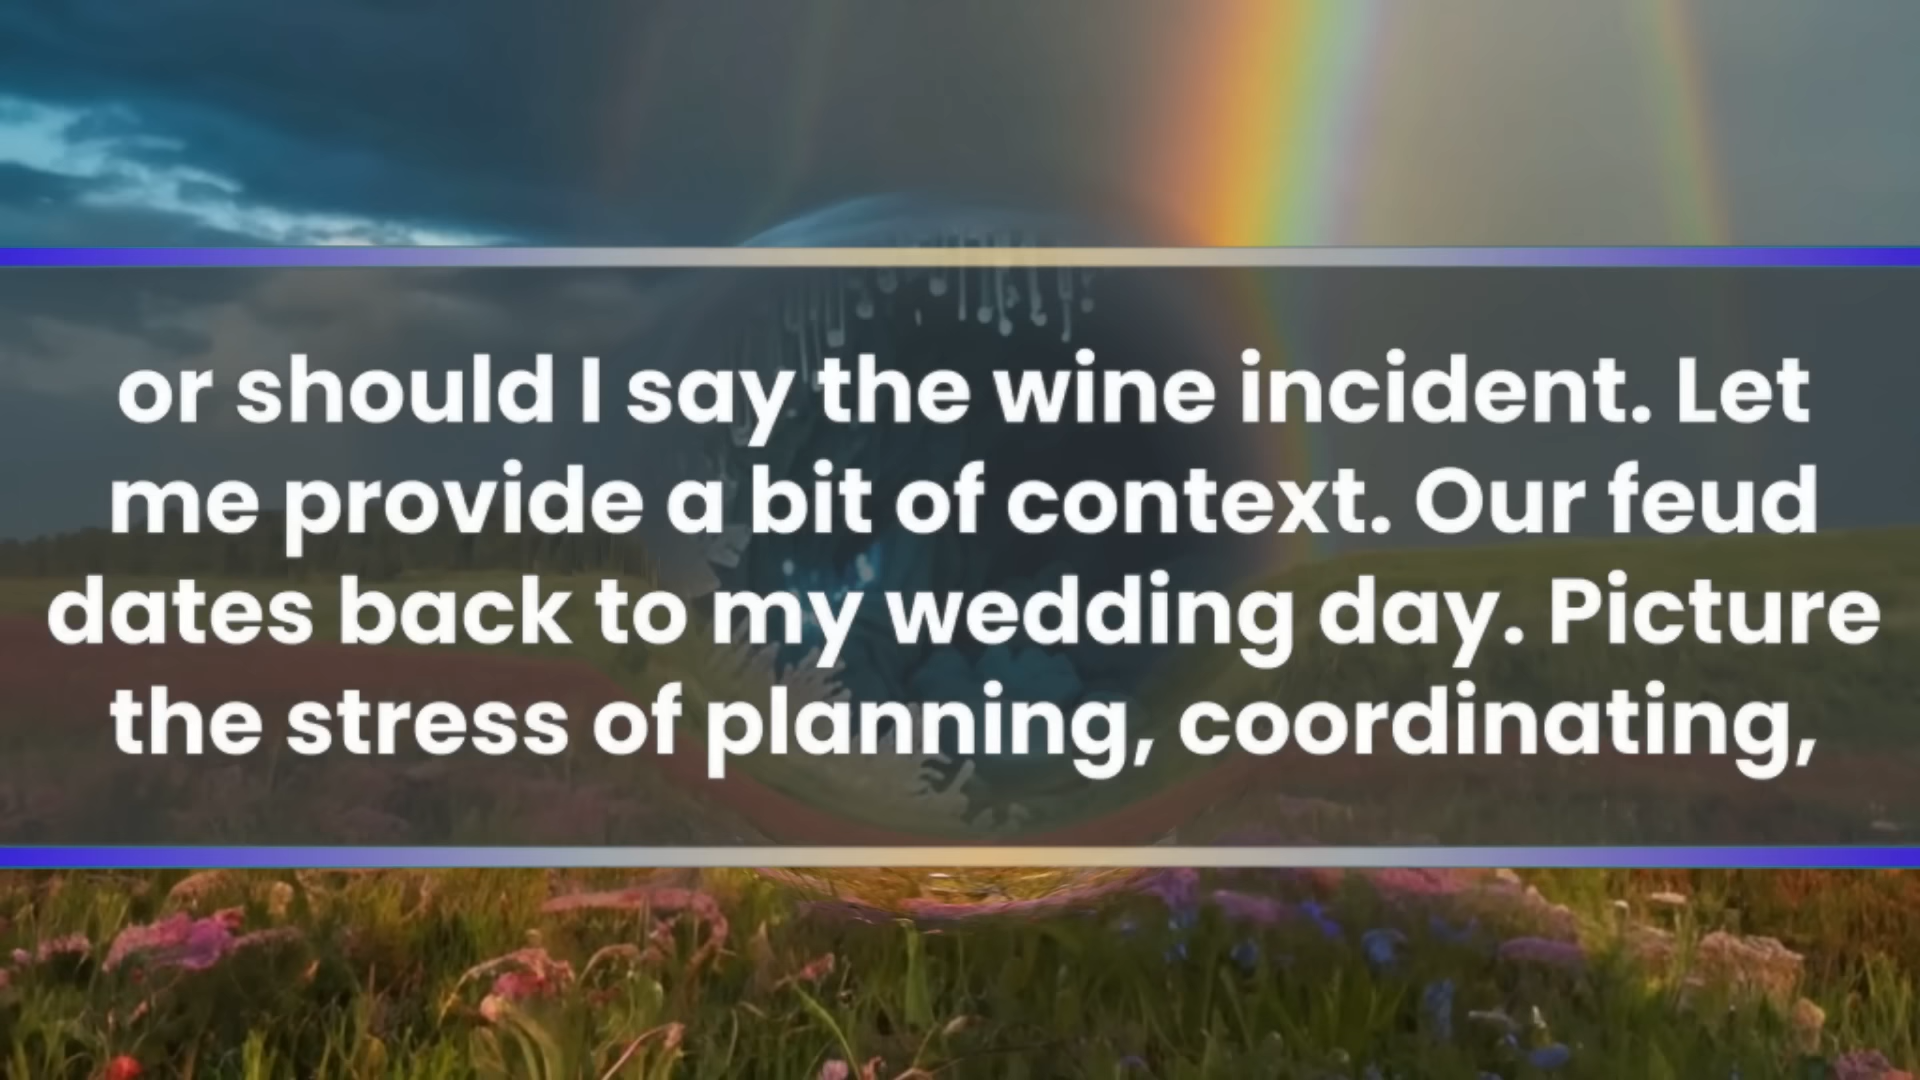 or should I say the wine incident. Let
me provide a bit of context. Our feud
dates back to my wedding day. Picture
the stress of planning, coordinating,